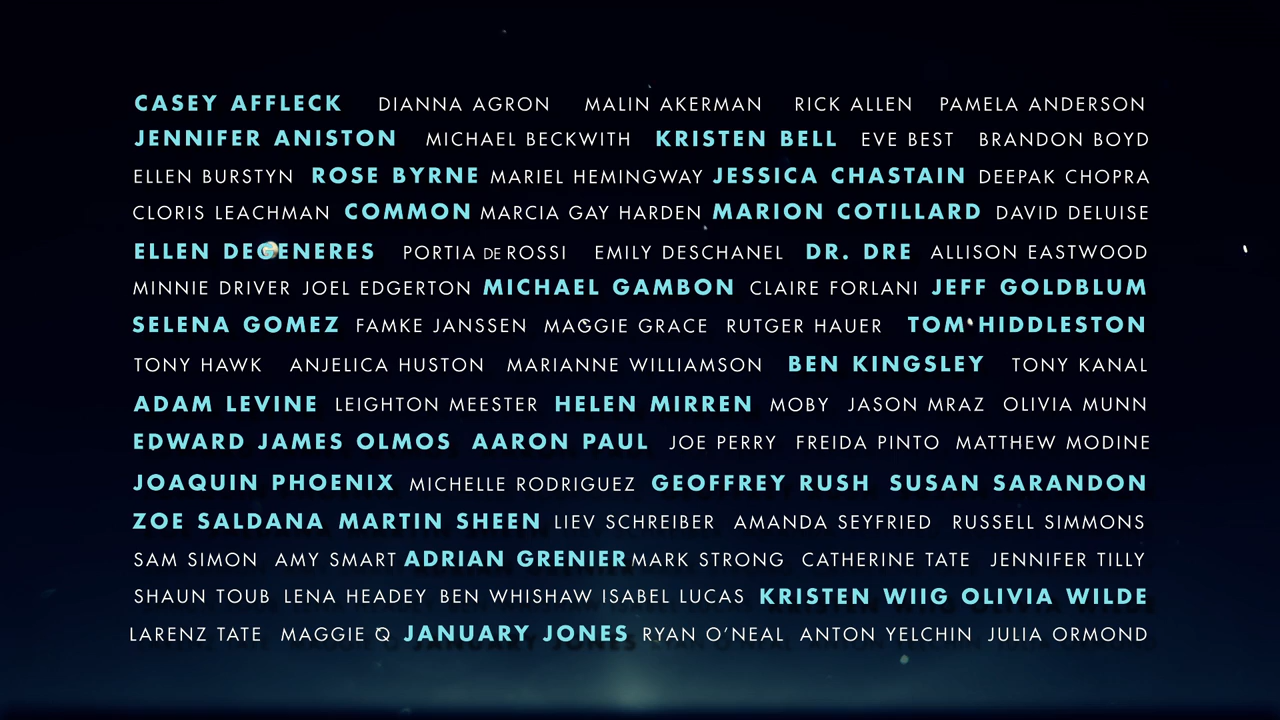 CASEY AFFLECK DIANNA AGRON MALIN AKERMAN RICK ALLEN PAMELA ANDERSON
JENNIFER ANISTON MICHAEL BECKWITH KRISTEN BELL EVE BEST BRANDON BOYD
ELLEN BURSTYN ROSE BYRNE MARIEL HEMINGWAY JESSICA CHASTAIN DEEPAK CHOPRA
CLORIS LEACHMAN COMMON MARCIA GAY HARDEN MARION COTILLARD DAVID DELUISE
ELLEN DEGENERES PORTIA DE ROSSI EMILY DESCHANEL DR. DRE ALLISON EASTWOOD
MINNIE DRIVER JOEL EDGERTON MICHAEL GAMBON CLAIRE FORLANI JEFF GOLDBLUM
SELENA GOMEZ FAMKE JANSSEN MAGGIE GRACE RUTGER HAUER TOM HIDDLESTON
TONY HAWK ANJELICA HUSTON MARIANNE WILLIAMSON BEN KINGSLEY TONY KANAL
ADAM LEVINE LEIGHTON MEESTER HELEN MIRREN MOBY JASON MRAZ OLIVIA MUNN
EDWARD JAMES OLMOS AARON PAUL JOE PERRY FREIDA PINTO MATTHEW MODINE
JOAQUIN PHOENIX MICHELLE RODRIGUEZ GEOFFREY RUSH SUSAN SARANDON
ZOE SALDANA MARTIN SHEEN LIEV SCHREIBER AMANDA SEYFRIED RUSSELL SIMMONS
SAM SIMON AMY SMART ADRIAN GRENIER MARK STRONG CATHERINE TATE JENNIFER TILLY
SHAUN TOUB LENA HEADEY BEN WHISHAW ISABEL LUCAS KRISTEN WIIG OLIVIA WILDE
LARENZ TATE MAGGIE Q JANUARY JONES RYAN O'NEAL ANTON YELCHIN JULIA ORMOND